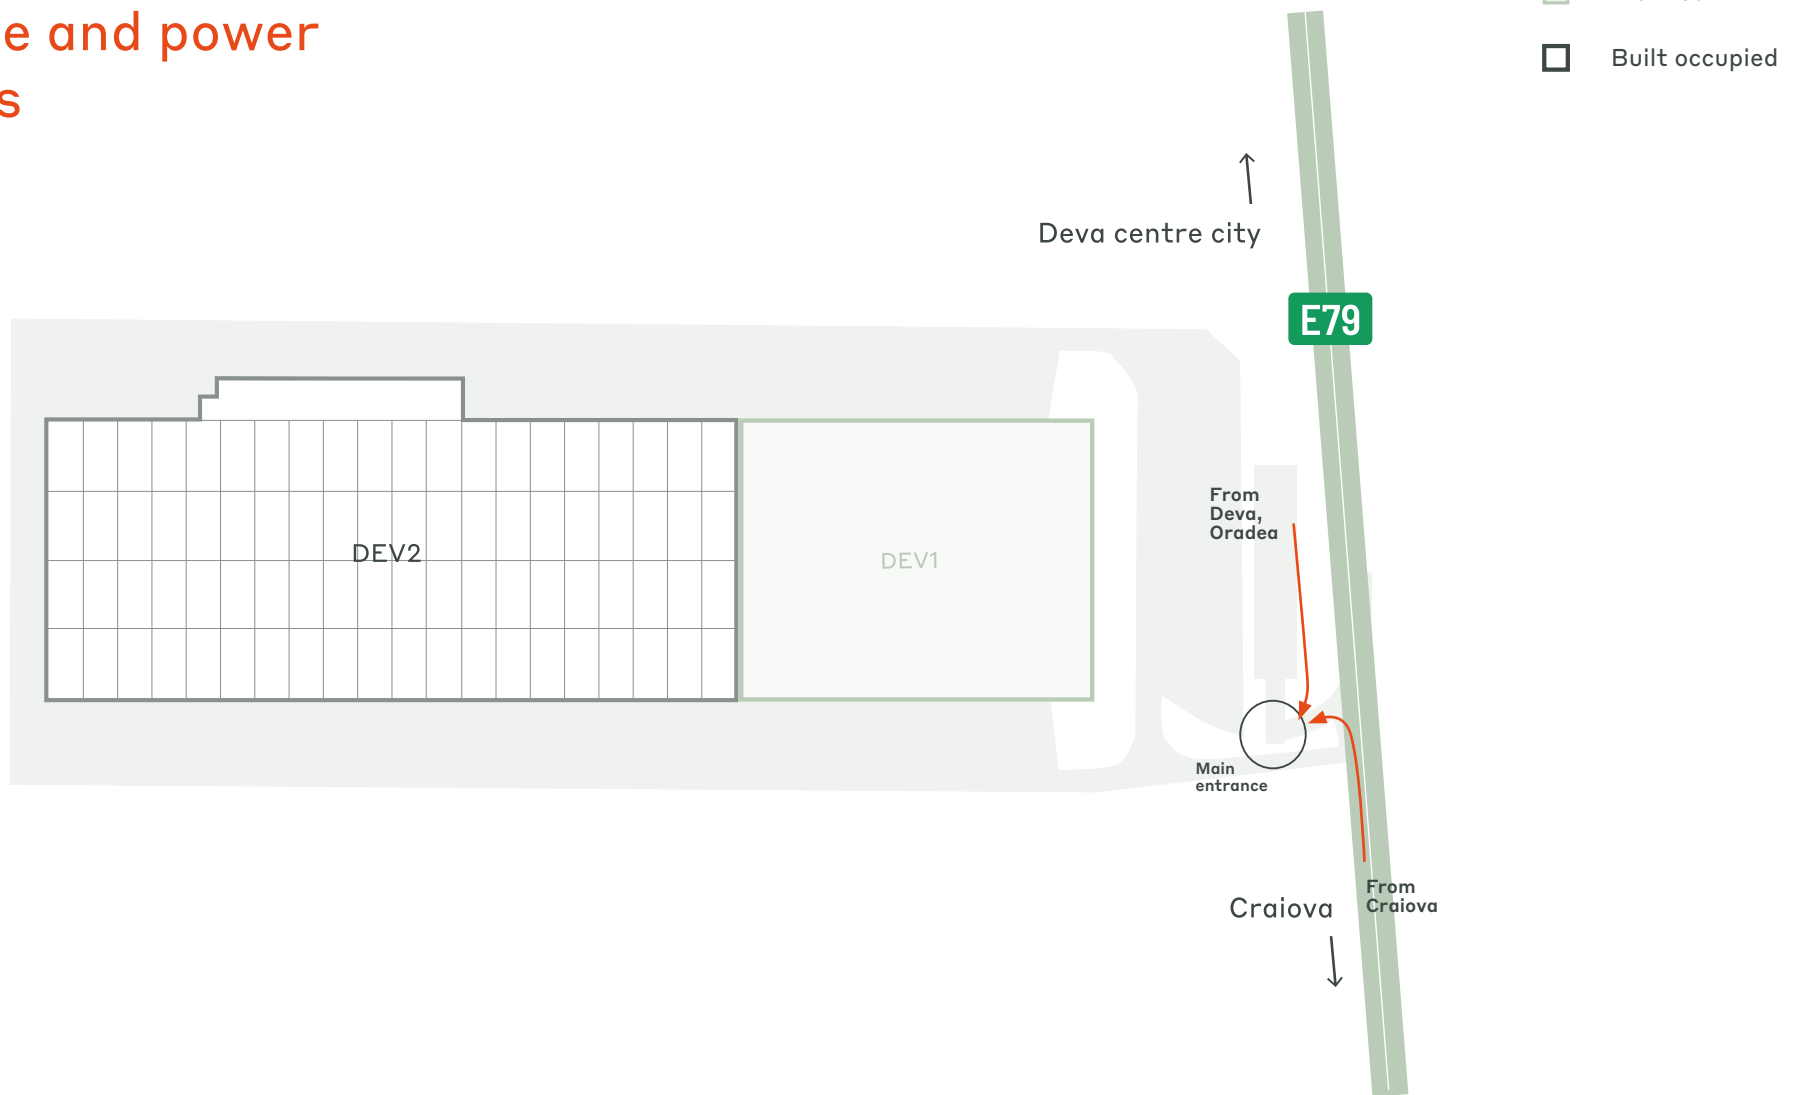 e and power
s
Built occupied
Deva centre city
E79
From
Deva,
Oradea
DEV2
DEV1
Main
entrance
From
Craiova
Craiova